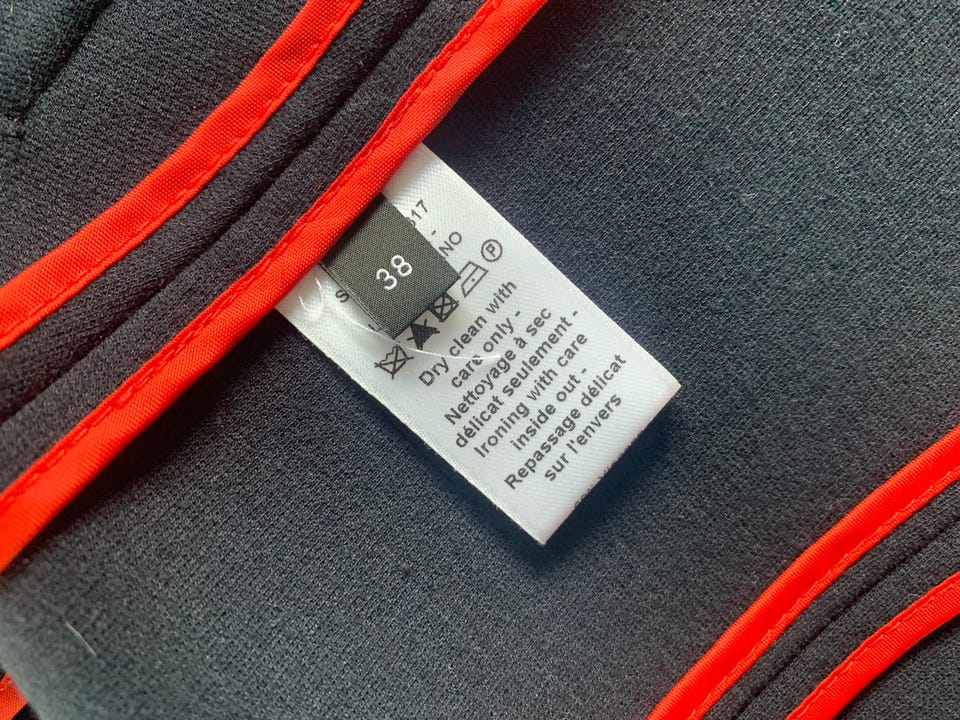 38
NO
P
Dry clean with
care only -
Nettoyage à sec
délicat seulement -
Ironing with care
inside out -
Repassage délicat
sur l'envers